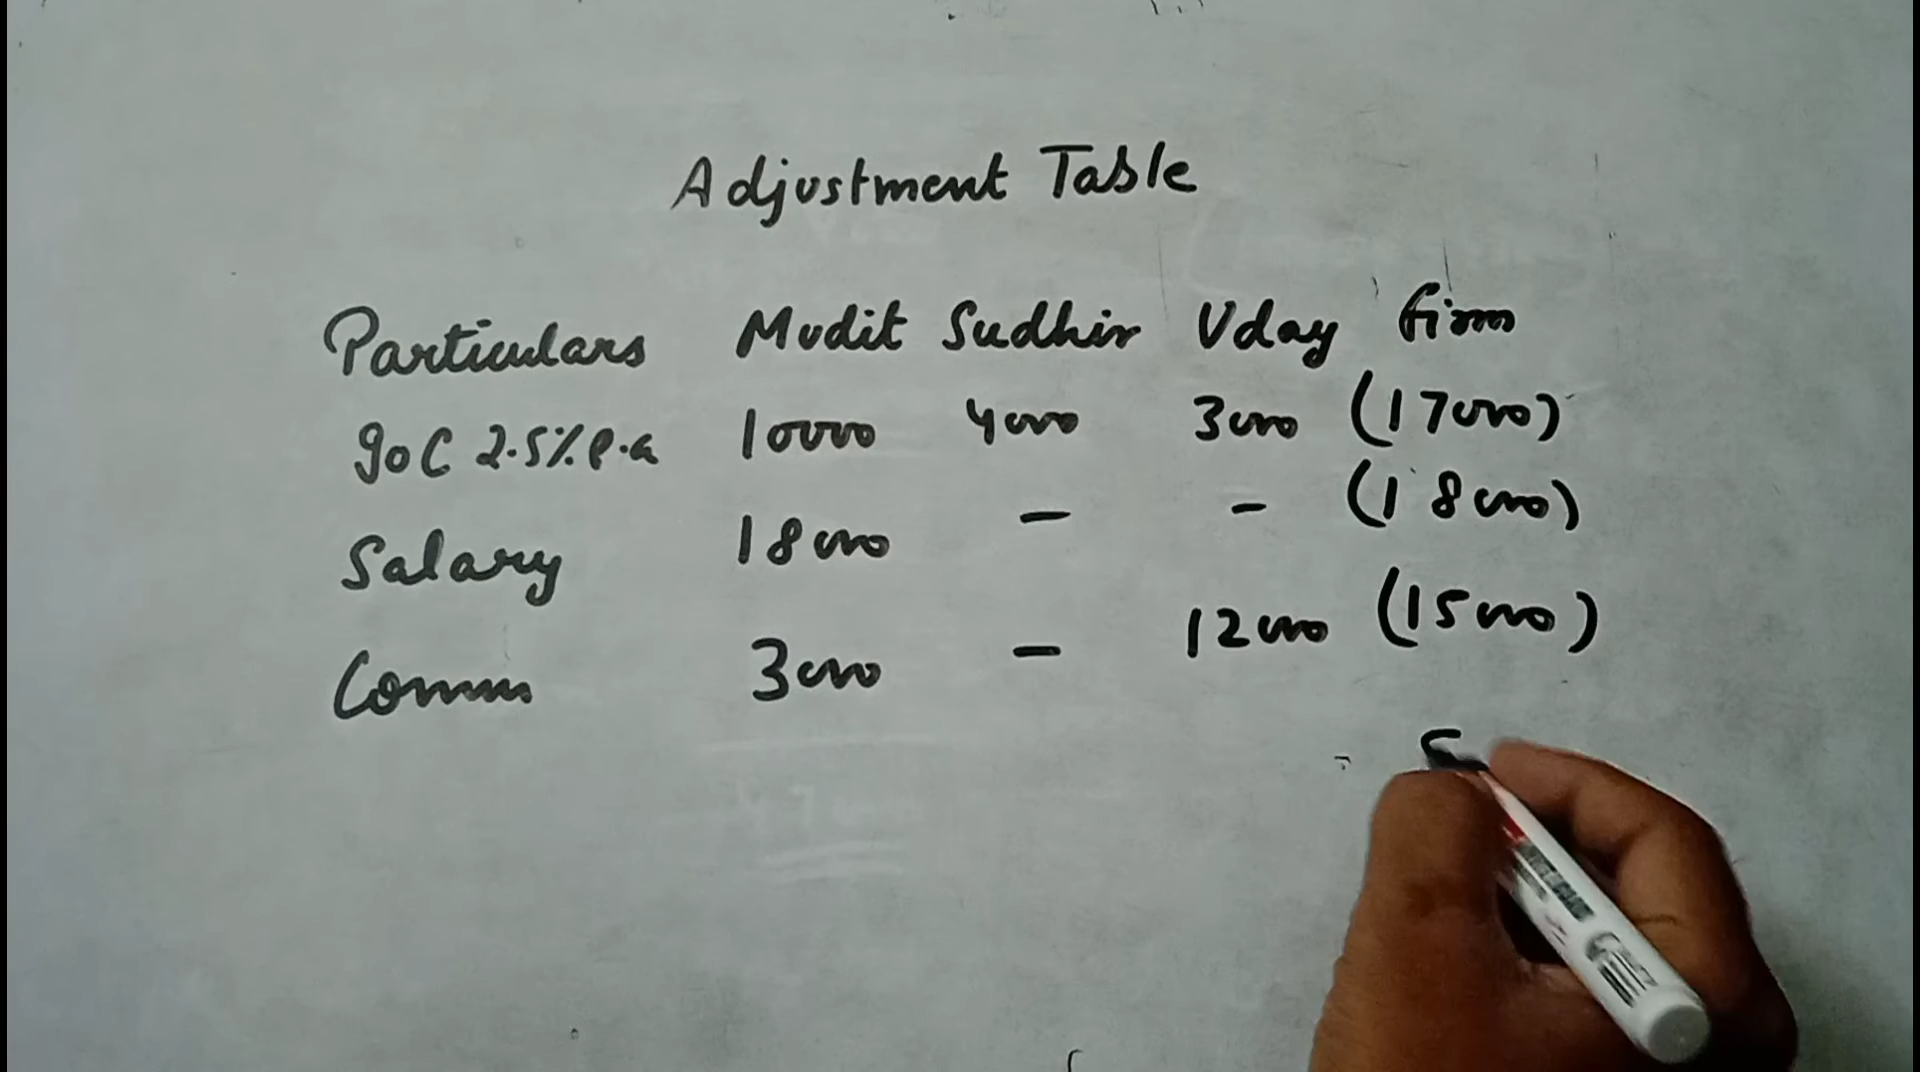 Adjustment Table
Particulars Mudit Sudhir Uday firm
IOC 2.5% P.a 10000 4000 3000 (17000)
Salary 18000 - - (18000)
Comm 3000 - 12000 (15000)
5